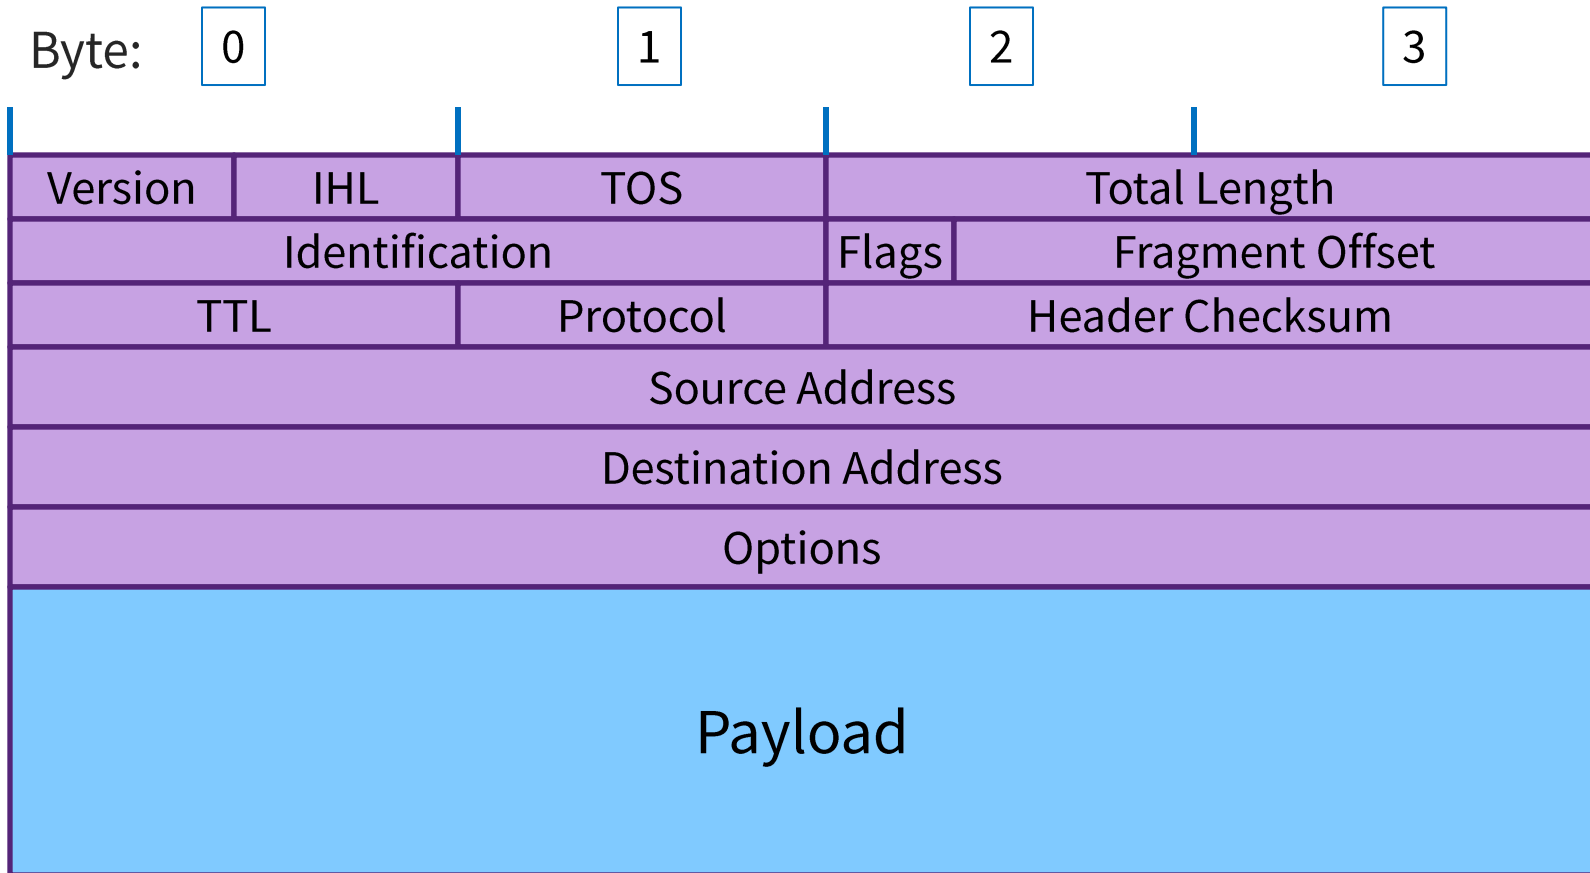 Byte: 0 1 2 3
Version IHL TOS Total Length
Identification Flags Fragment Offset
TTL Protocol Header Checksum
Source Address
Destination Address
Options
Payload